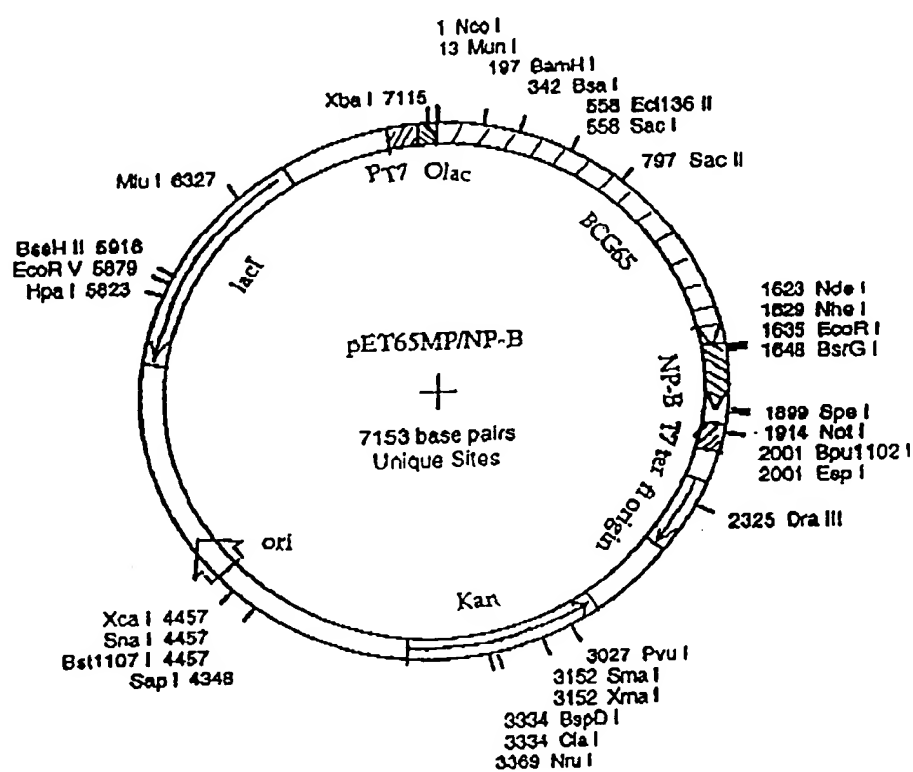 1 Nco I
13 Mun I
197 BamH I
342 Bsa I
558 Ecl136 II
558 Sac I
797 Sac II
Xba I 7115
PT7 Olac
Mlu I 6327
BCG65
BssH II 5916
EcoR V 5879
Hpa I 5823
lacI
1623 Nde I
1629 Nhe I
1635 EcoR I
1648 BsrG I
pET65MP/NP-B
7153 base pairs
Unique Sites
NP-B T7 ter f1 origin
1899 Spe I
1914 Not I
2001 Bpu1102 I
2001 Esp I
2325 Dra III
ori
Kan
Xca I 4457
Sna I 4457
Bst1107 I 4457
Sap I 4348
3027 Pvu I
3152 Sma I
3152 Xma I
3334 BspD I
3334 Cla I
3369 Nru I